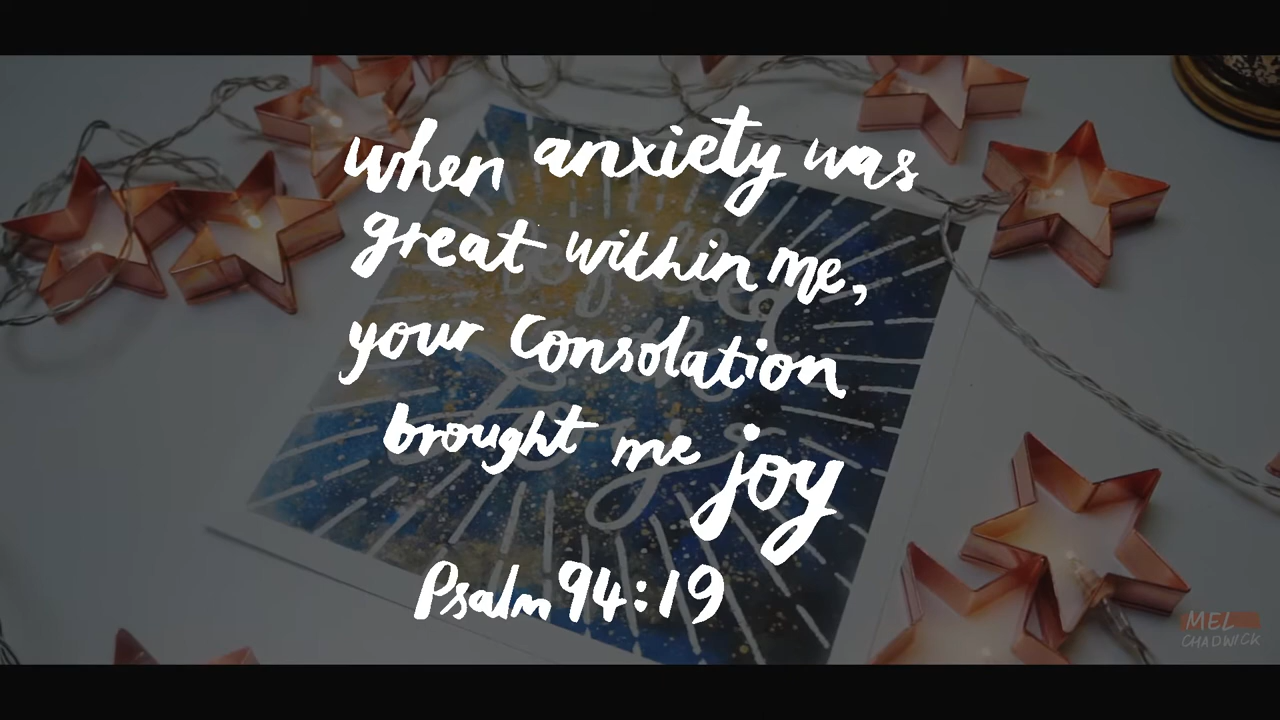 when anxiety was
great within me,
your consolation
brought me joy
Psalm 94:19
MEL
CHADWICK